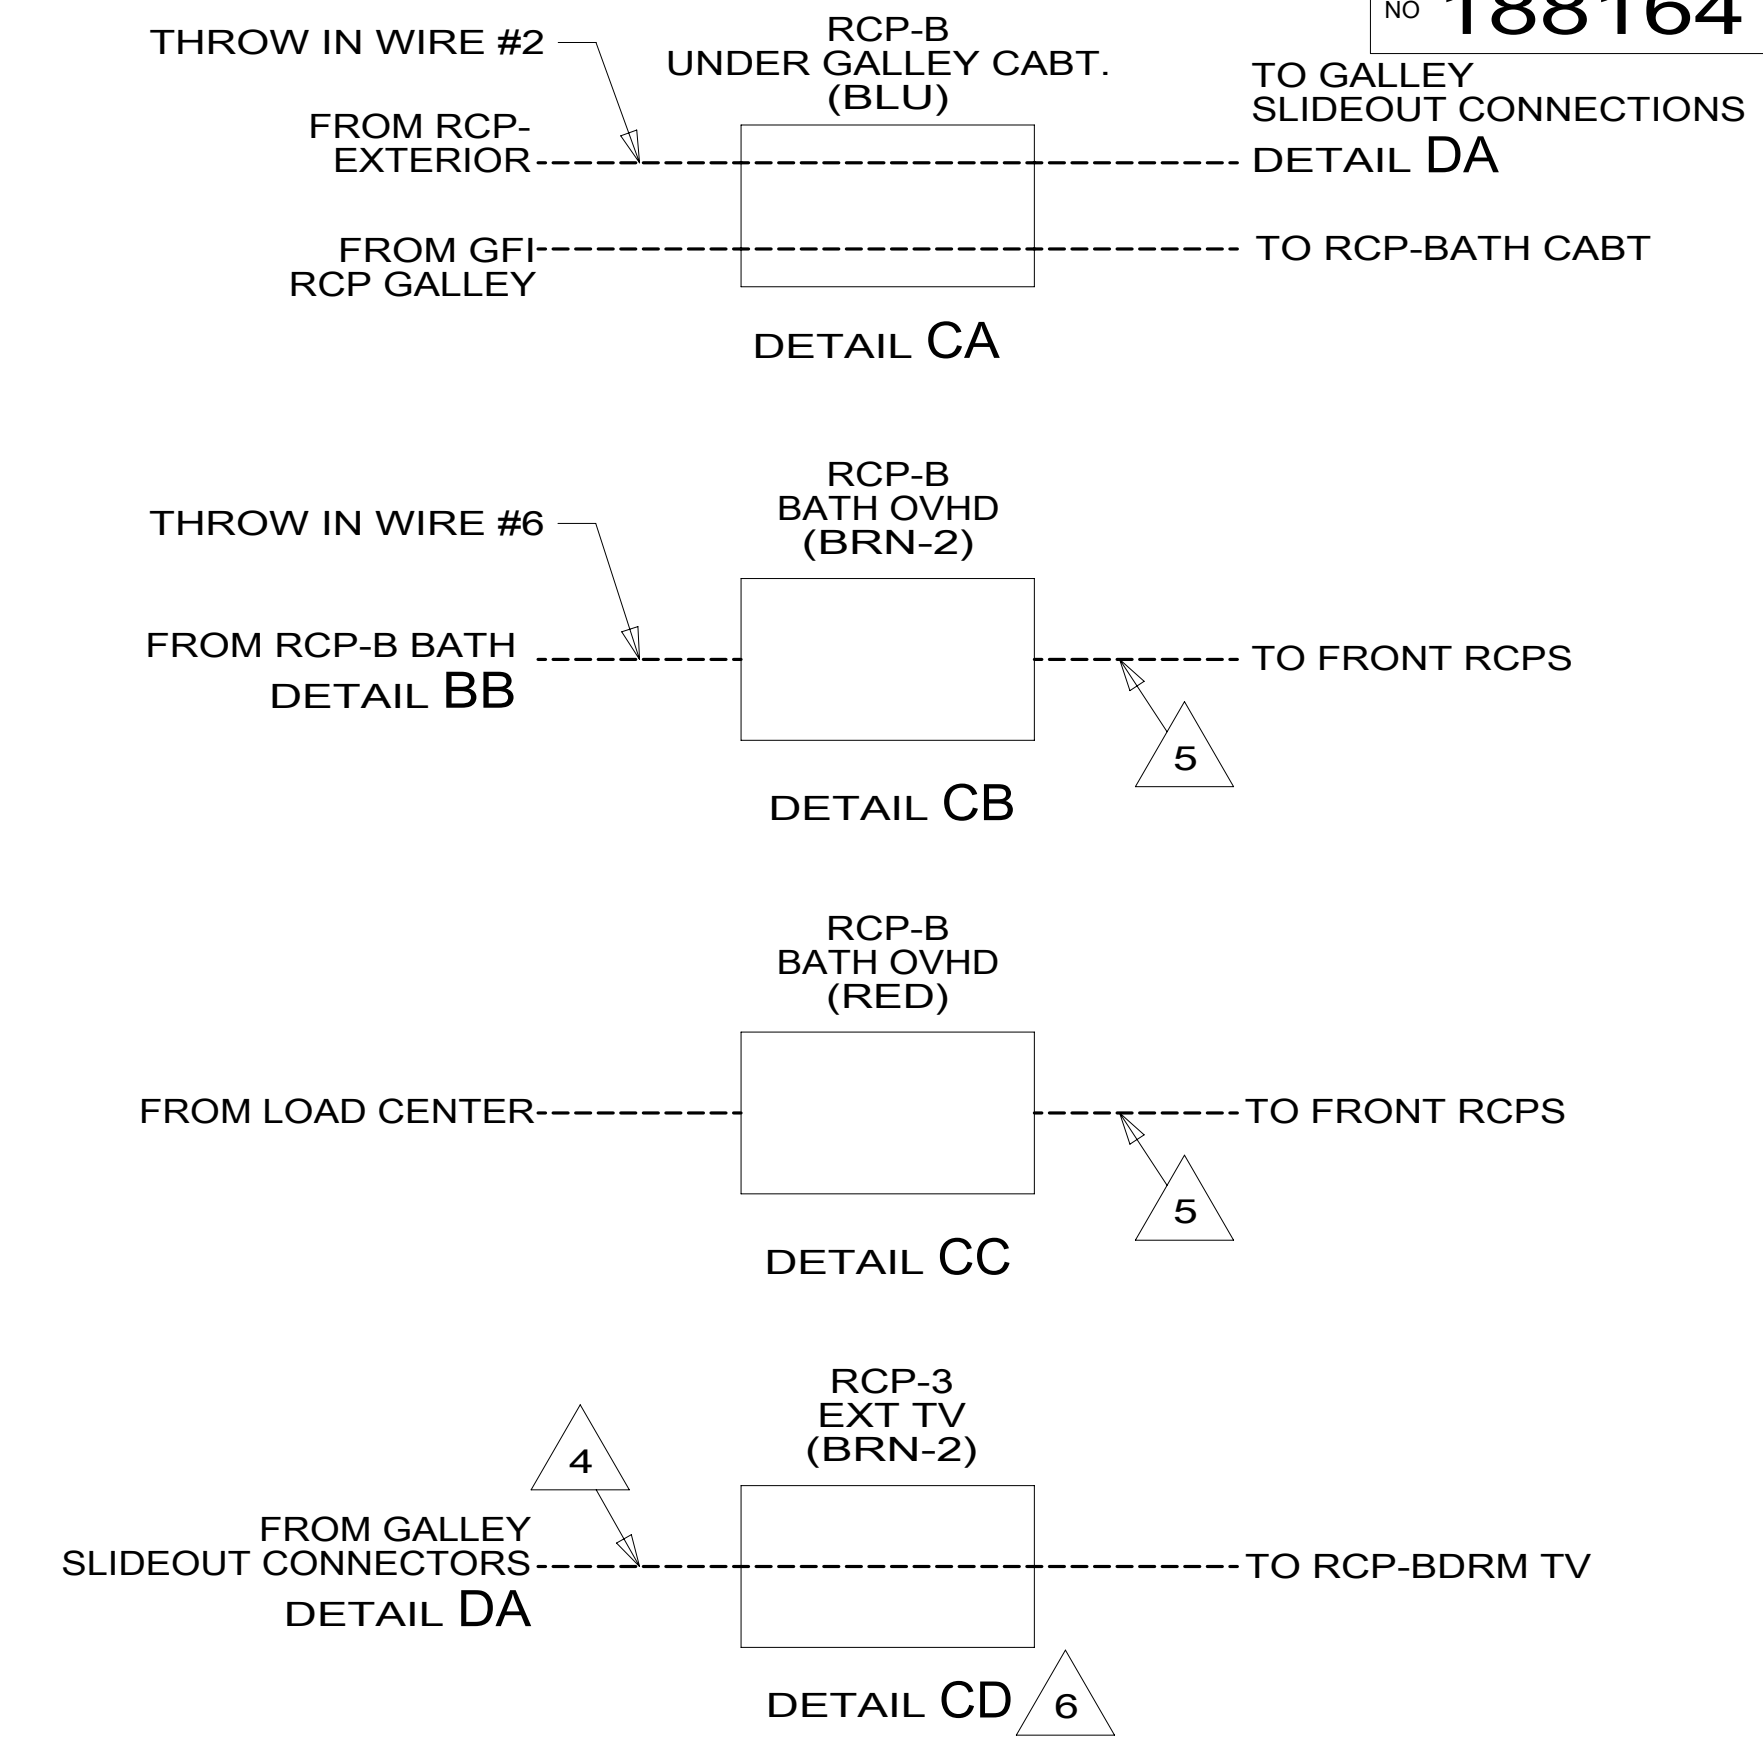 NO 188164
THROW IN WIRE #2
RCP-B
UNDER GALLEY CABT.
(BLU)
FROM RCP-
EXTERIOR
TO GALLEY
SLIDEOUT CONNECTIONS
DETAIL DA
FROM GFI
RCP GALLEY
TO RCP-BATH CABT
DETAIL CA
THROW IN WIRE #6
RCP-B
BATH OVHD
(BRN-2)
FROM RCP-B BATH
DETAIL BB
TO FRONT RCPS
5
DETAIL CB
RCP-B
BATH OVHD
(RED)
FROM LOAD CENTER
TO FRONT RCPS
5
DETAIL CC
RCP-3
EXT TV
(BRN-2)
4
FROM GALLEY
SLIDEOUT CONNECTORS
DETAIL DA
TO RCP-BDRM TV
DETAIL CD
6